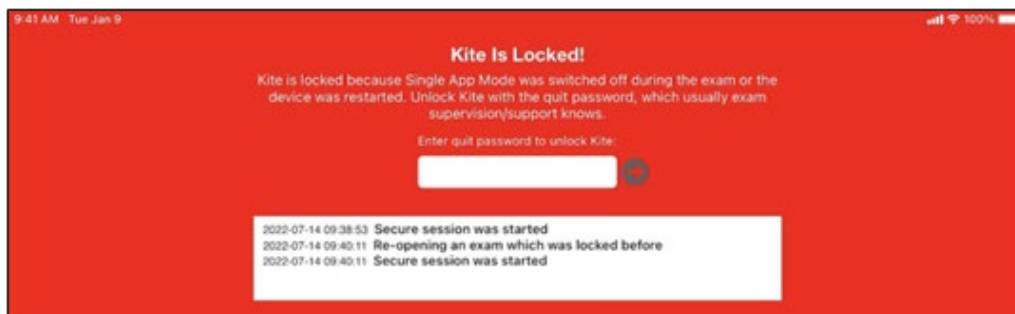 9:41 AM Tue Jan 9
100%
Kite Is Locked!
Kite is locked because Single App Mode was switched off during the exam or the
device was restarted. Unlock Kite with the quit password, which usually exam
supervision/support knows.
Enter quit password to unlock Kite:
2022-07-14 09:38:53 Secure session was started
2022-07-14 09:40:11 Re-opening an exam which was locked before
2022-07-14 09:40:11 Secure session was started